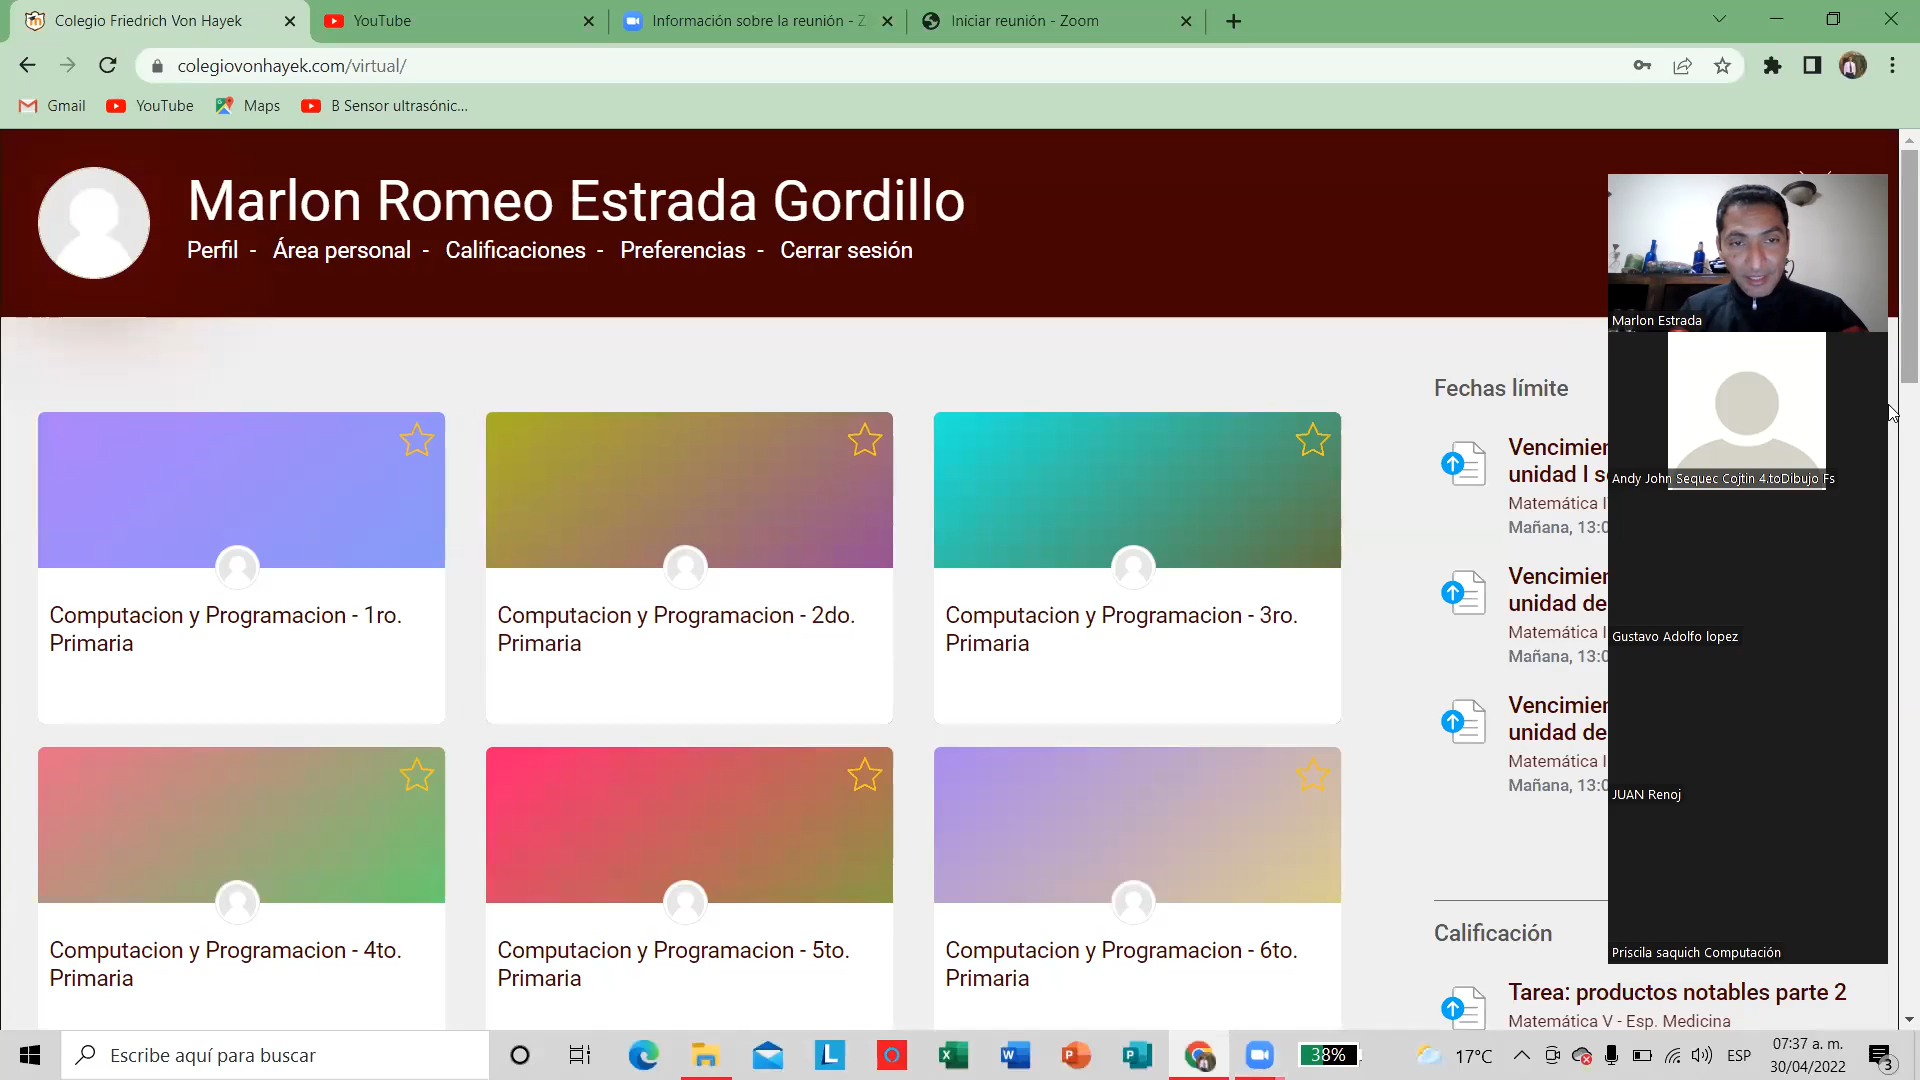 Colegio Friedrich Von Hayek
YouTube
Información sobre la reunión - Z
Iniciar reunión - Zoom
colegiovonhayek.com/virtual/
Gmail
YouTube
Maps
B Sensor ultrasónic...
Marlon Romeo Estrada Gordillo
Perfil - Área personal - Calificaciones - Preferencias - Cerrar sesión
Marlon Estrada
Andy John Sequec Cojtin 4.toDibujo Fs
Gustavo Adolfo lopez
JUAN Renoj
Priscila saquich Computación
Computacion y Programacion - 1ro.
Primaria
Computacion y Programacion - 2do.
Primaria
Computacion y Programacion - 3ro.
Primaria
Computacion y Programacion - 4to.
Primaria
Computacion y Programacion - 5to.
Primaria
Computacion y Programacion - 6to.
Primaria
Fechas límite
Vencimien
unidad I s
Matemática I
Mañana, 13:0
Vencimien
unidad de
Matemática I
Mañana, 13:0
Vencimien
unidad de
Matemática I
Mañana, 13:0
Calificación
Tarea: productos notables parte 2
Matemática V - Esp. Medicina
Escribe aquí para buscar
38%
17°C
ESP
07:37 a. m.
30/04/2022
3